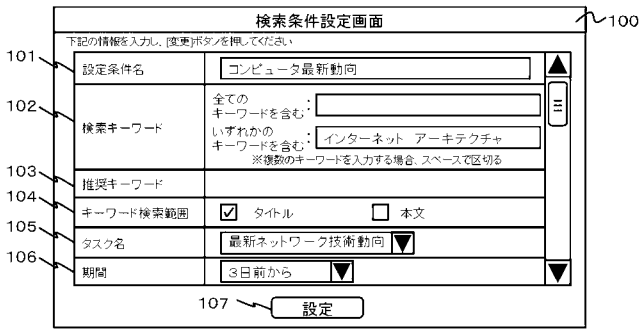 検索条件設定画面
100
下記の情報を入力し、[変更]ボタンを押してください
101
設定条件名
コンピュータ最新動向
102
検索キーワード
全ての
キーワードを含む:
いずれかの
キーワードを含む:
インターネット　アーキテクチャ
※複数のキーワードを入力する場合、スペースで区切る
103
推奨キーワード
104
キーワード検索範囲
タイトル
本文
105
タスク名
最新ネットワーク技術動向
106
期間
3日前から
107
設定